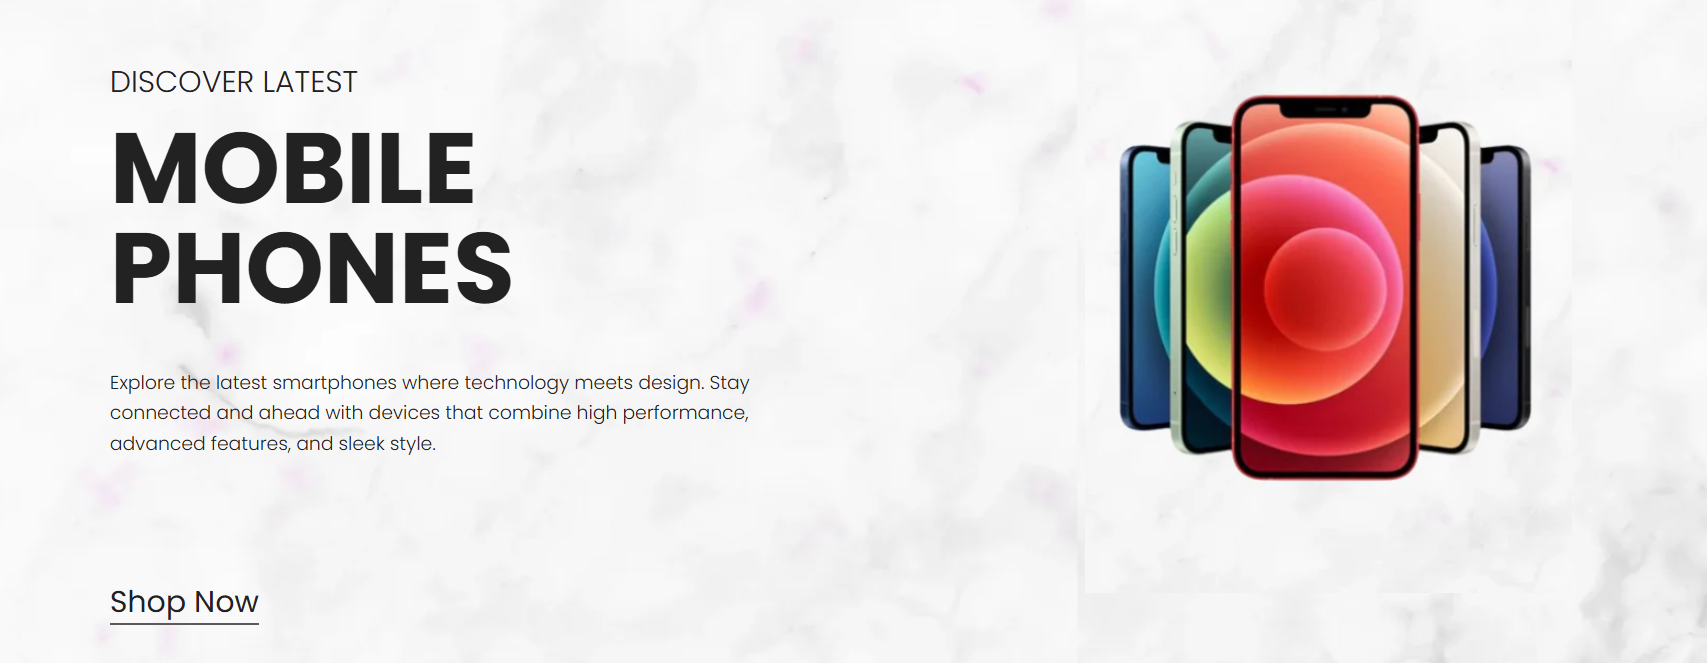 DISCOVER LATEST
MOBILE
PHONES
Explore the latest smartphones where technology meets design. Stay
connected and ahead with devices that combine high performance,
advanced features, and sleek style.
Shop Now